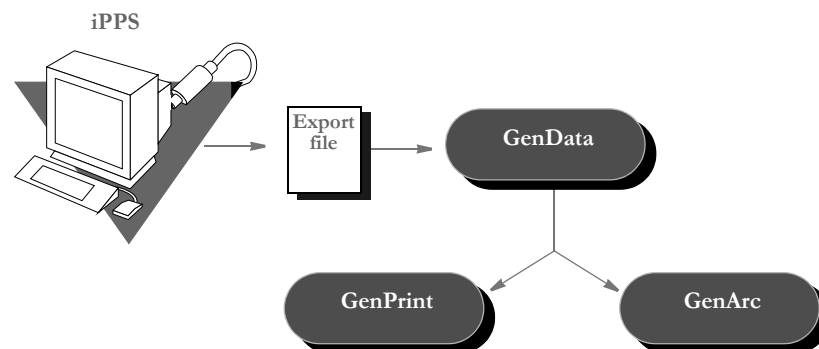 iPPS
Export
file
GenData
GenPrint
GenArc